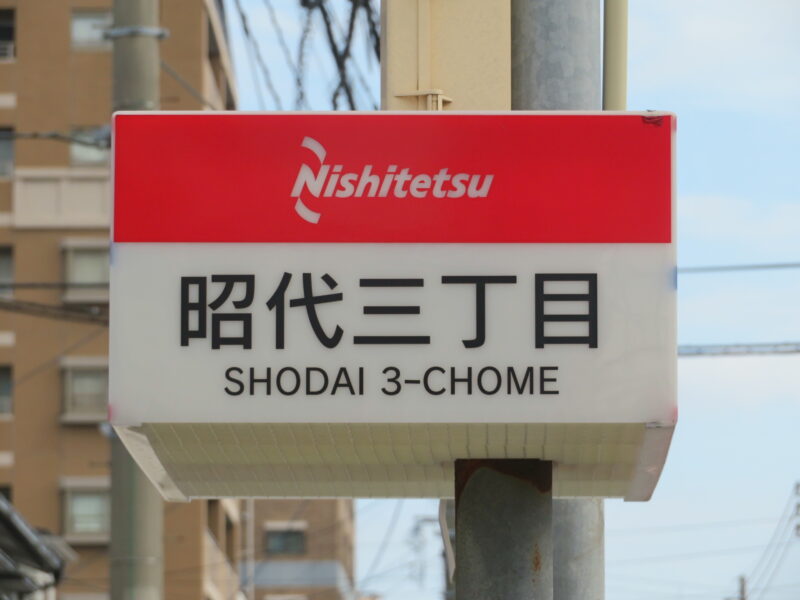 Nishitetsu
昭代三丁目
SHODAI 3-CHOME